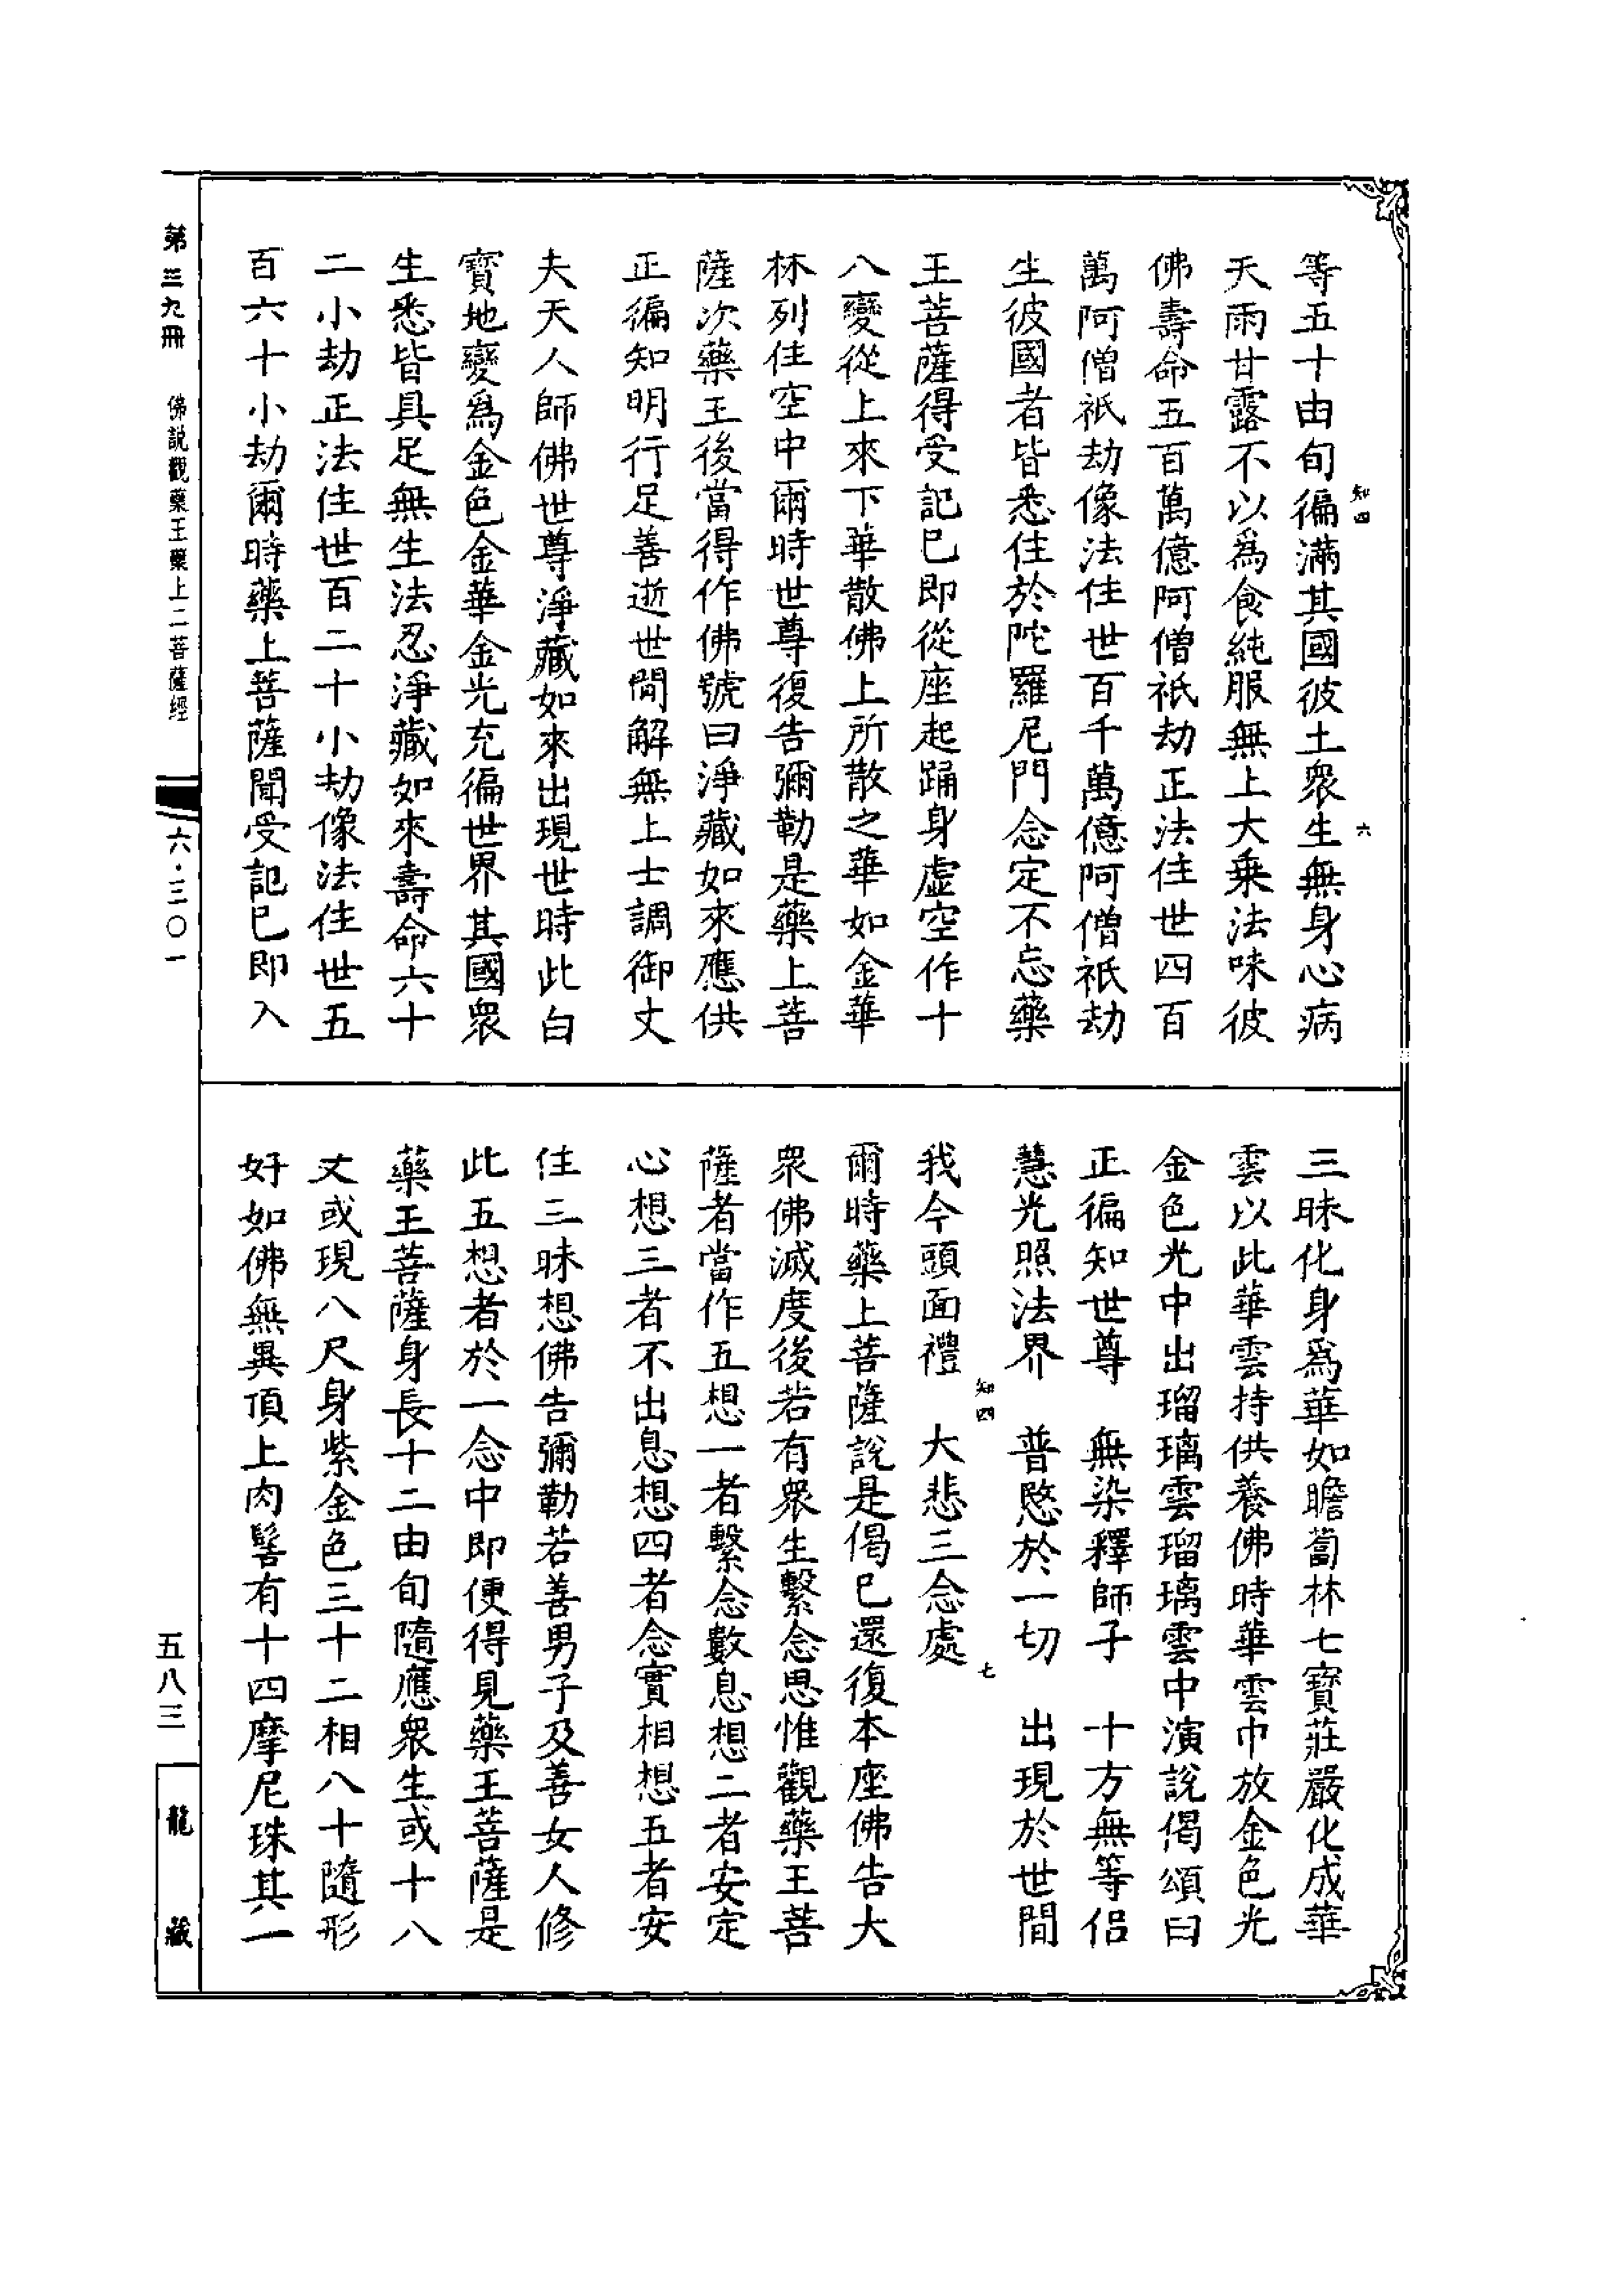 等五十由旬徧滿其國彼土衆生無身心病
天雨甘露不以爲食純服無上大乗法味彼
佛壽命五百萬億阿僧祇劫正法住世四百
萬阿僧祇劫像法住世百千萬億阿僧祇劫
生彼國者皆悉住於陀羅尼門念定不忘藥
王菩薩得受記已即從座起踊身虛空作十
八變從上來下華散佛上所散之華如金華
林列住空中爾時世尊復告彌勒是藥上菩
薩次藥王後當得作佛號曰淨藏如來應供
正徧知明行足善逝世間解無上士調御丈
夫天人師佛世尊淨藏如來出現世時此白
寶地變爲金色金華金光充徧世界其國衆
生悉皆具足無生法忍淨藏如來壽命六十
二小劫正法住世百二十小劫像法住世五
百六十小劫爾時藥上菩薩聞受記已即入
知四
六
三昧化身爲華如瞻蔔林七寶莊嚴化成華
雲以此華雲持供養佛時華雲中放金色光
金色光中出瑠璃雲瑠璃雲中演說偈頌曰
正徧知世尊　無染釋師子　十方無等侶
慧光照法界　普愍於一切　出現於世間
我今頭面禮　大悲三念處
知四
七
爾時藥上菩薩說是偈已還復本座佛告大
衆佛滅度後若有衆生繫念思惟觀藥王菩
薩者當作五想一者繫念數息想二者安定
心想三者不出息想四者念實相想五者安
住三昧想佛告彌勒若善男子及善女人修
此五想者於一念中即便得見藥王菩薩是
藥王菩薩身長十二由旬隨應衆生或十八
丈或現八尺身紫金色三十二相八十隨形
好如佛無異頂上肉髻有十四摩尼珠其一
第三九冊　佛説觀藥王藥上二菩薩經
六・三〇一
五八三
龍藏